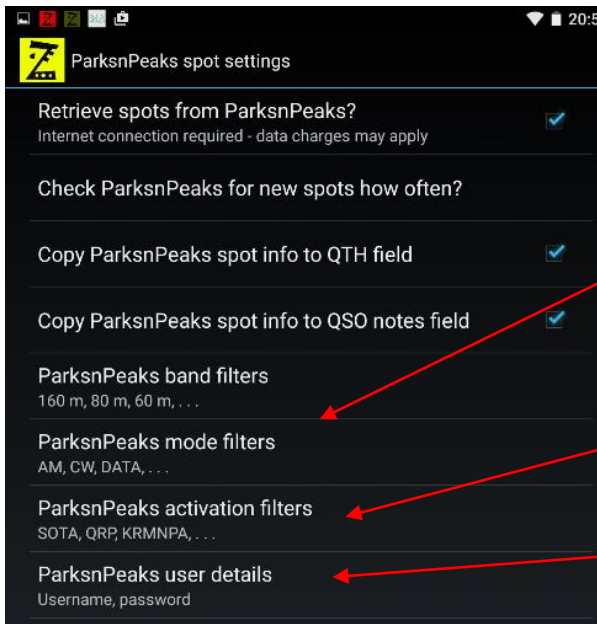 20:5
ParksnPeaks spot settings
Retrieve spots from ParksnPeaks?
Internet connection required - data charges may apply
Check ParksnPeaks for new spots how often?
Copy ParksnPeaks spot info to QTH field
Copy ParksnPeaks spot info to QSO notes field
ParksnPeaks band filters
160 m, 80 m, 60 m, . . .
ParksnPeaks mode filters
AM, CW, DATA, . . .
ParksnPeaks activation filters
SOTA, QRP, KRMNPA, . . .
ParksnPeaks user details
Username, password